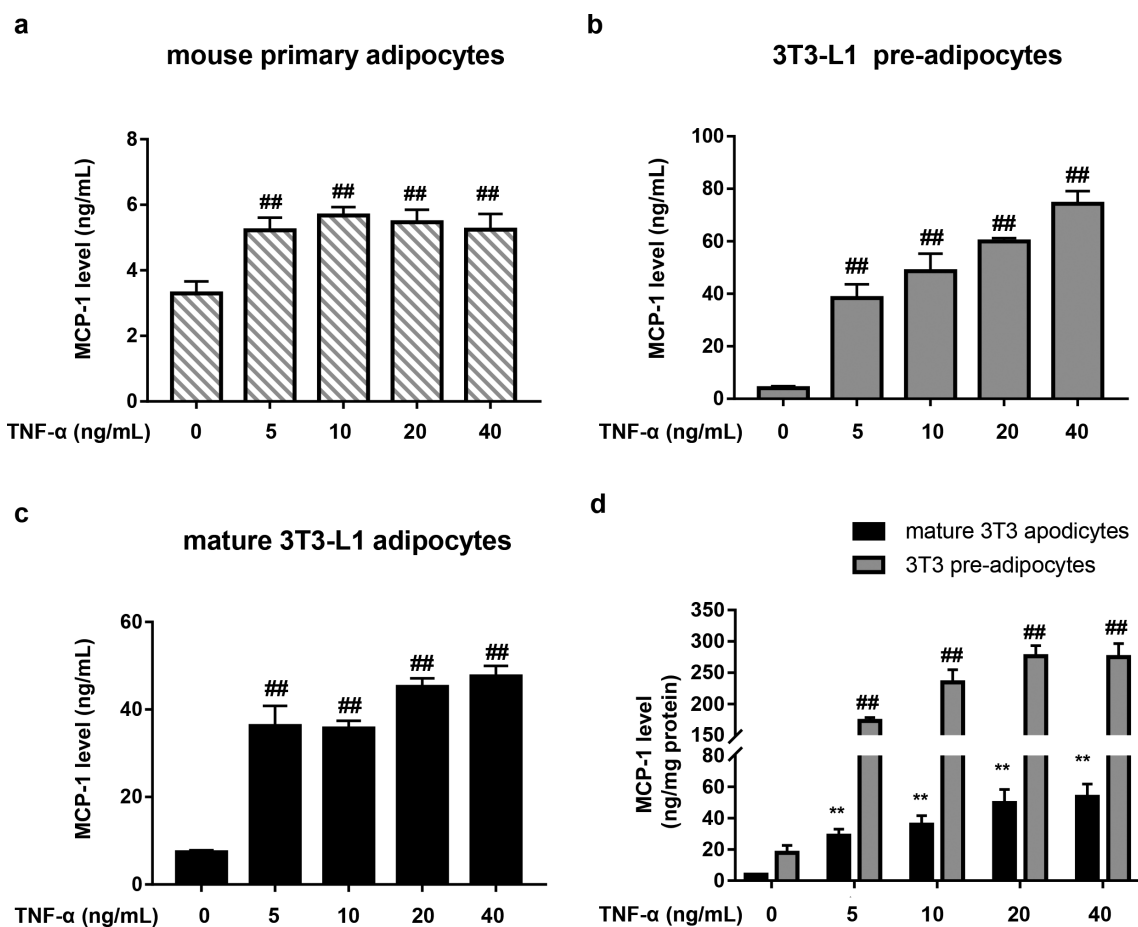 a
mouse primary adipocytes
MCP-1 level (ng/mL)
8
6
4
2
0
##
##
##
##
TNF-α (ng/mL) 0 5 10 20 40
b
3T3-L1 pre-adipocytes
MCP-1 level (ng/mL)
100
80
60
40
20
0
##
##
##
##
TNF-α (ng/mL) 0 5 10 20 40
c
mature 3T3-L1 adipocytes
MCP-1 level (ng/mL)
60
40
20
0
##
##
##
##
TNF-α (ng/mL) 0 5 10 20 40
d
mature 3T3 apodicytes
3T3 pre-adipocytes
MCP-1 level
(ng/mg protein)
350
300
250
200
150
80
60
40
20
0
**
##
**
##
**
##
**
##
TNF-α (ng/mL) 0 5 10 20 40